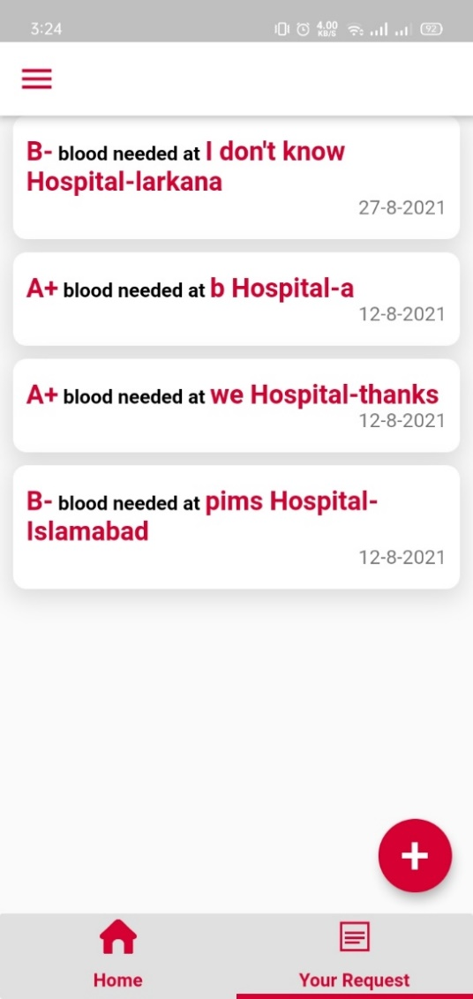 3:24
4.00
KB/S
92
B- blood needed at I don't know
Hospital-larkana
27-8-2021
A+ blood needed at b Hospital-a
12-8-2021
A+ blood needed at we Hospital-thanks
12-8-2021
B- blood needed at pims Hospital-
Islamabad
12-8-2021
+
Home
Your Request